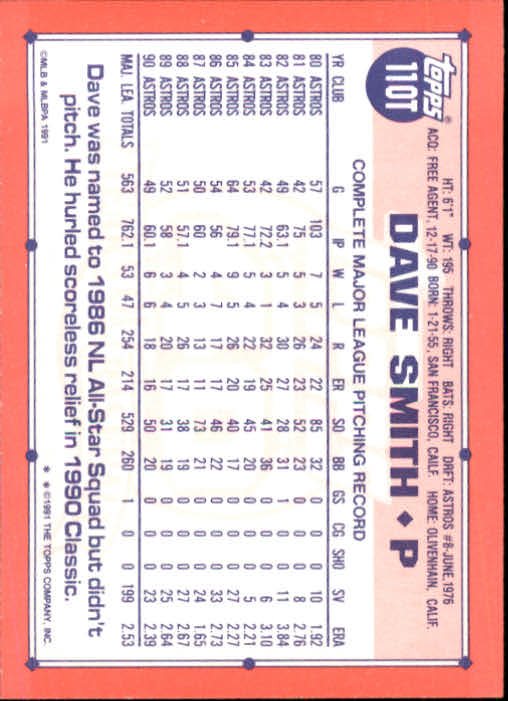 TOPPS®
110T
HT: 6'1" WT: 195 THROWS: RIGHT BATS: RIGHT DRFT: ASTROS #8-JUNE, 1976
ACQ: FREE AGENT, 12-17-90 BORN: 1-21-55, SAN FRANCISCO, CAILF. HOME: OLIVENHAIN, CALIF.
DAVE SMITH ♦ P
COMPLETE MAJOR LEAGUE PITCHING RECORD
YR CLUB G IP W L R ER SO BB GS CG SHO SV ERA
80 ASTROS 57 103 7 5 24 22 85 32 0 0 0 10 1.92
81 ASTROS 42 75 5 3 26 23 52 23 0 0 0 8 2.76
82 ASTROS 49 63.1 5 4 30 27 28 31 1 0 0 11 3.84
83 ASTROS 42 72.2 3 1 32 25 41 36 0 0 0 6 3.10
84 ASTROS 53 77.1 5 4 22 19 45 20 0 0 0 5 2.21
85 ASTROS 64 79.1 9 5 26 20 40 17 0 0 0 27 2.27
86 ASTROS 54 56 4 7 17 17 46 22 0 0 0 33 2.73
87 ASTROS 50 60 2 3 13 11 73 21 0 0 0 24 1.65
88 ASTROS 51 57.1 4 5 26 17 38 19 0 0 0 27 2.67
89 ASTROS 52 58 3 4 20 17 31 19 0 0 0 25 2.64
90 ASTROS 49 60.1 6 6 18 16 50 20 0 0 0 23 2.39
MAJ. LEA. TOTALS 563 762.1 53 47 254 214 529 260 1 0 0 199 2.53
Dave was named to 1986 NL All-Star Squad but didn't
pitch. He hurled scoreless relief in 1990 Classic.
©MLB & MLBPA 1991 * * ©1991 THE TOPPS COMPANY, INC.